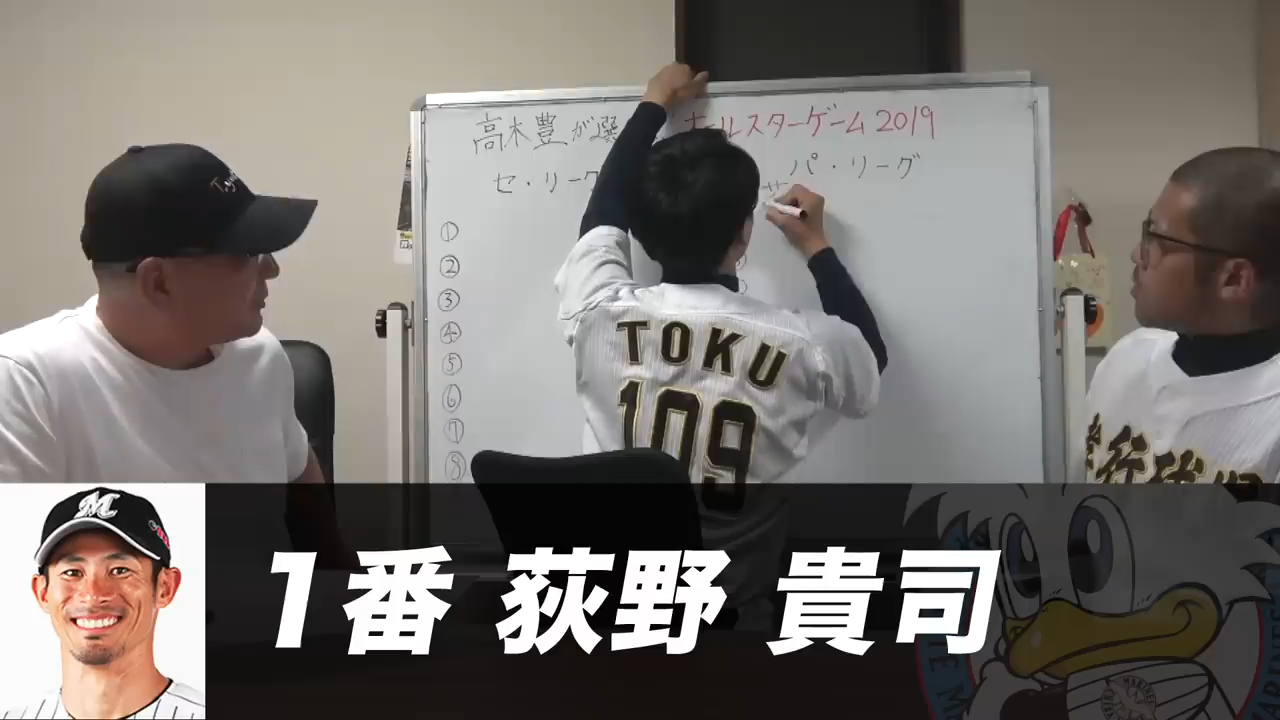 高木豊が選 オールスターゲーム2019
セ・リーグ
パ・リーグ
①
②
③
④
⑤
⑥
⑦
⑧
TOKU
109
M
1番 荻野 貴司